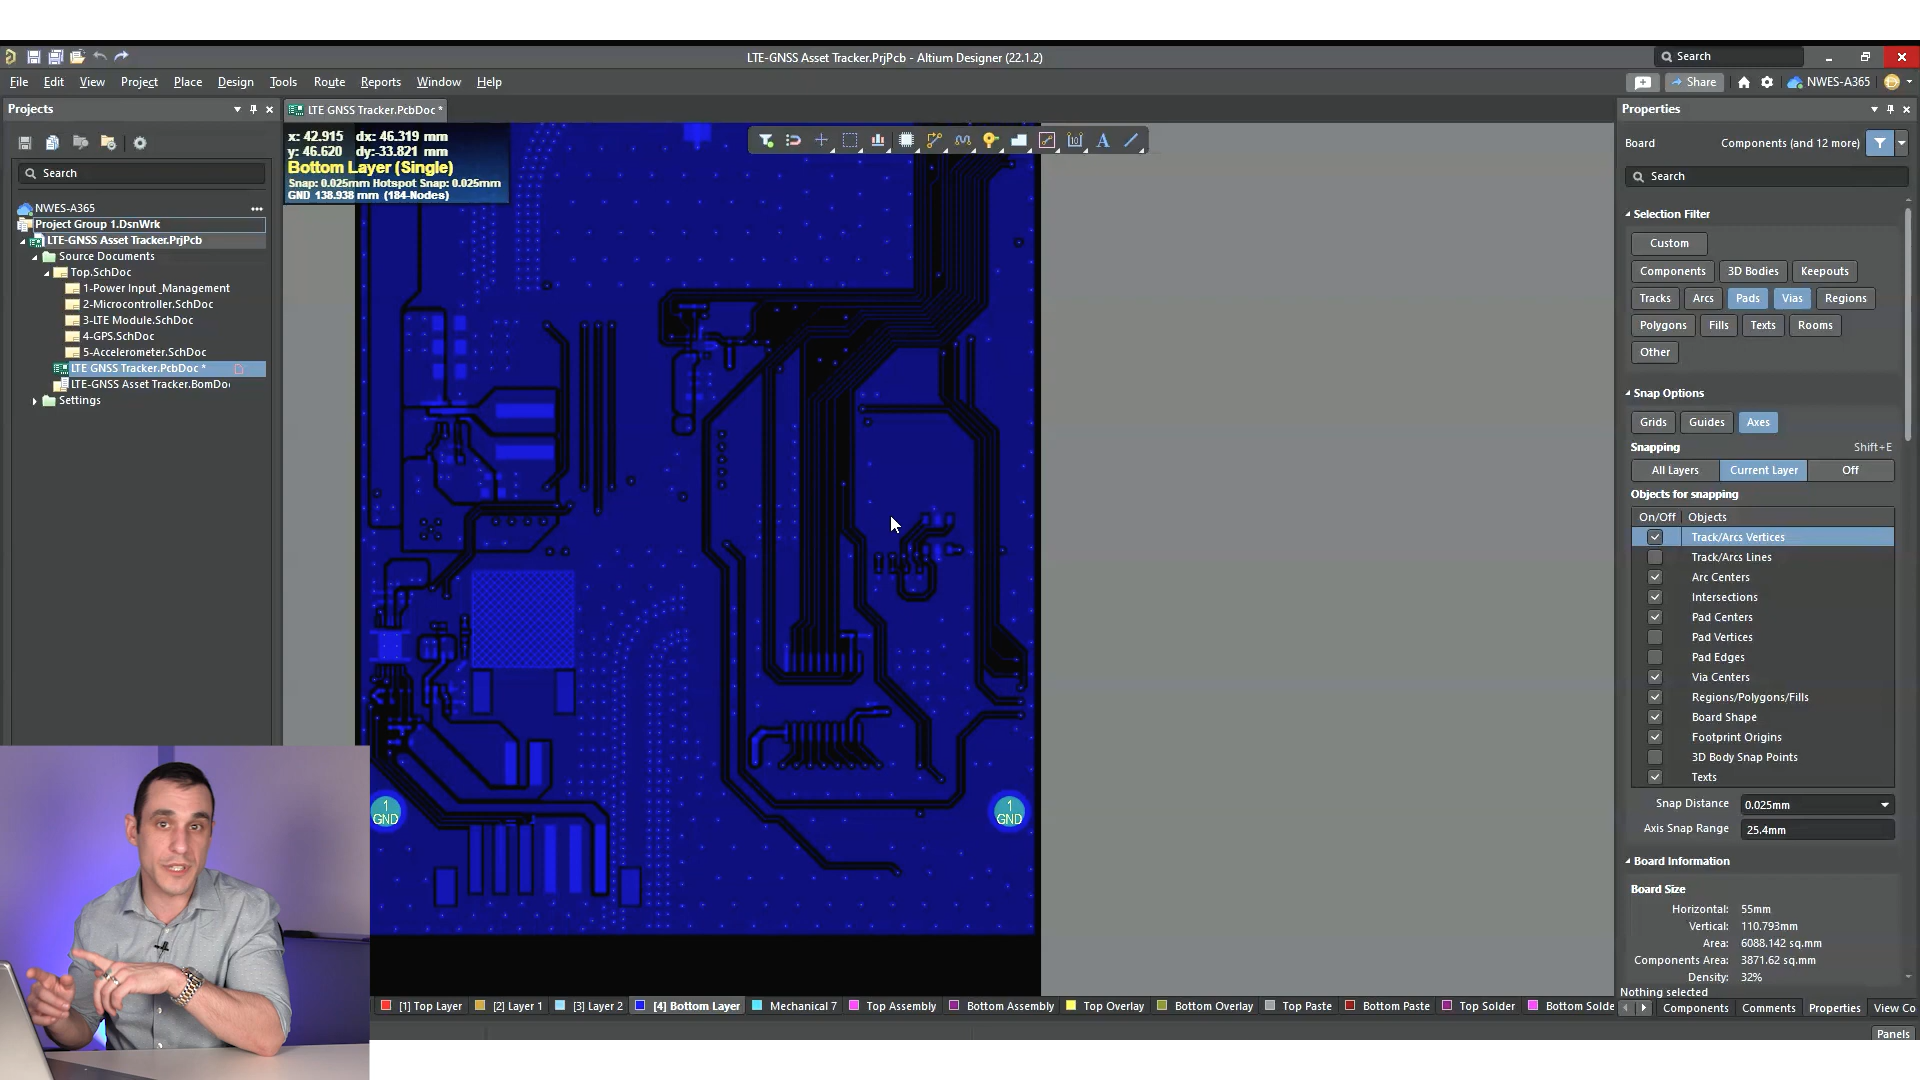 LTE-GNSS Asset Tracker.PrjPcb - Altium Designer (22.1.2)
Search
File Edit View Project Place Design Tools Route Reports Window Help
Share
NWES-A365
Projects
Search
NWES-A365
Project Group 1.DsnWrk
LTE-GNSS Asset Tracker.PrjPcb
Source Documents
Top.SchDoc
1-Power Input_Management
2-Microcontroller.SchDoc
3-LTE Module.SchDoc
4-GPS.SchDoc
5-Accelerometer.SchDoc
LTE GNSS Tracker.PcbDoc *
LTE-GNSS Asset Tracker.BomDoc
Settings
LTE GNSS Tracker.PcbDoc *
x: 42.915 dx: 46.319 mm
y: 46.620 dy:-33.821 mm
Bottom Layer (Single)
Snap: 0.025mm Hotspot Snap: 0.025mm
GND 138.938 mm (184-Nodes)
A
1
GND
1
GND
[1] Top Layer [2] Layer 1 [3] Layer 2 [4] Bottom Layer Mechanical 7 Top Assembly Bottom Assembly Top Overlay Bottom Overlay Top Paste Bottom Paste Top Solder Bottom Solde
Properties
Board Components (and 12 more)
Search
Selection Filter
Custom
Components 3D Bodies Keepouts
Tracks Arcs Pads Vias Regions
Polygons Fills Texts Rooms
Other
Snap Options
Grids Guides Axes
Snapping Shift+E
All Layers Current Layer Off
Objects for snapping
On/Off Objects
Track/Arcs Vertices
Track/Arcs Lines
Arc Centers
Intersections
Pad Centers
Pad Vertices
Pad Edges
Via Centers
Regions/Polygons/Fills
Board Shape
Footprint Origins
3D Body Snap Points
Texts
Snap Distance 0.025mm
Axis Snap Range 25.4mm
Board Information
Board Size
Horizontal: 55mm
Vertical: 110.793mm
Area: 6088.142 sq.mm
Components Area: 3871.62 sq.mm
Density: 32%
Nothing selected
Components Comments Properties View Co
Panels